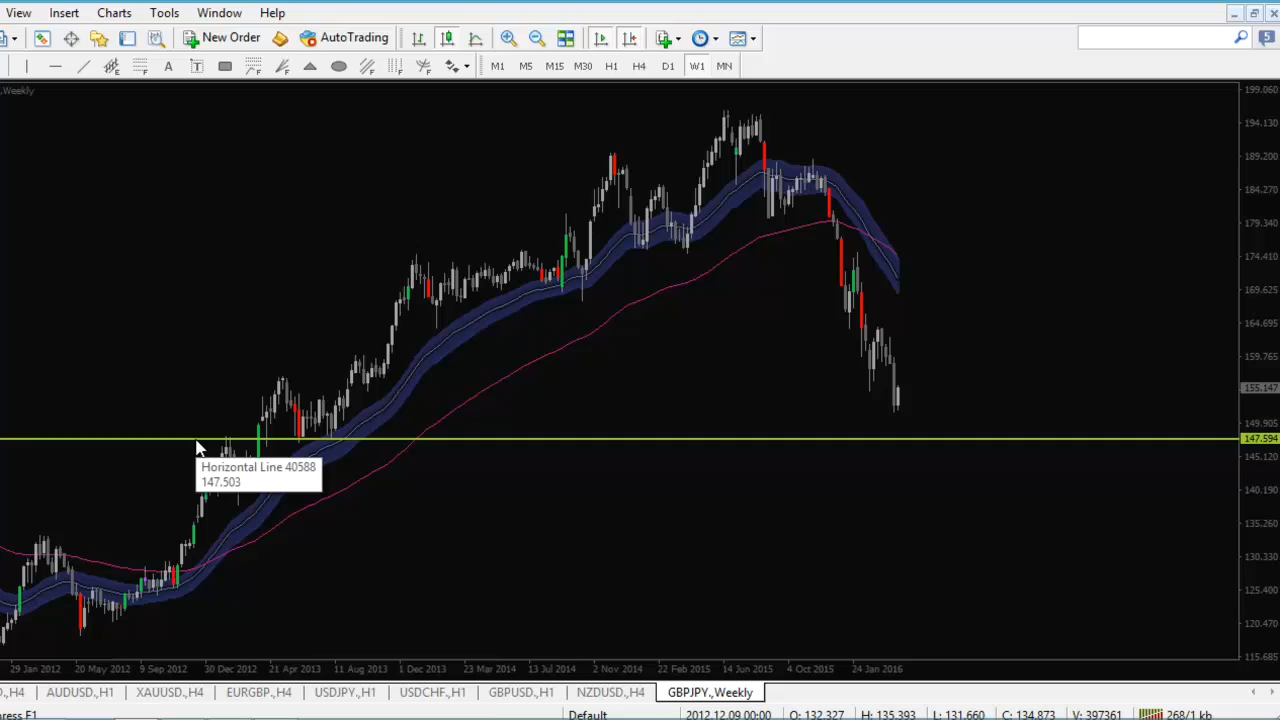 View Insert Charts Tools Window Help
New Order AutoTrading 5
A T M1 M5 M15 M30 H1 H4 D1 W1 MN
,Weekly
199.060
194.130
189.200
184.270
179.340
174.410
169.625
164.695
159.765
155.147
149.905
147.594
145.120
140.190
135.260
130.330
125.400
120.470
115.685
Horizontal Line 40588
147.503
29 Jan 2012 20 May 2012 9 Sep 2012 30 Dec 2012 21 Apr 2013 11 Aug 2013 1 Dec 2013 23 Mar 2014 13 Jul 2014 2 Nov 2014 22 Feb 2015 14 Jun 2015 4 Oct 2015 24 Jan 2016
,H4 AUDUSD.,H1 XAUUSD.,H4 EURGBP.,H4 USDJPY.,H1 USDCHF.,H1 GBPUSD.,H1 NZDUSD.,H4 GBPJPY.,Weekly
press F1 Default 2012.12.09 00:00 O: 132.327 H: 135.393 L: 131.660 C: 134.873 V: 397361 268/1 kb